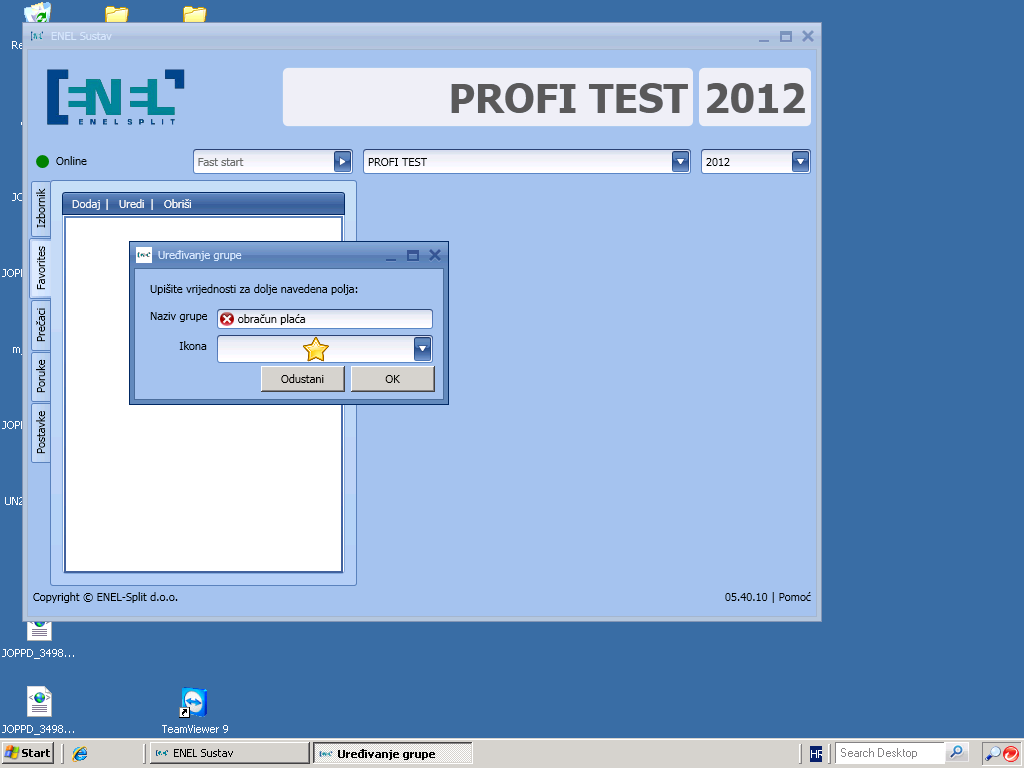 ENEL Sustav
ENEL
ENELSPLIT
PROFI TEST 2012
Online
Fast start
PROFI TEST
2012
Izbornik
Favorites
Prečaci
Poruke
Postavke
Dodaj | Uredi | Obriši
Uređivanje grupe
Upišite vrijednosti za dolje navedena polja:
Naziv grupe obračun plaća
Ikona
Odustani OK
Copyright © ENEL-Split d.o.o.
05.40.10 | Pomoć
JOPPD_3498...
JOPPD_3498...
TeamViewer 9
Start
ENEL Sustav
Uređivanje grupe
HR
Search Desktop